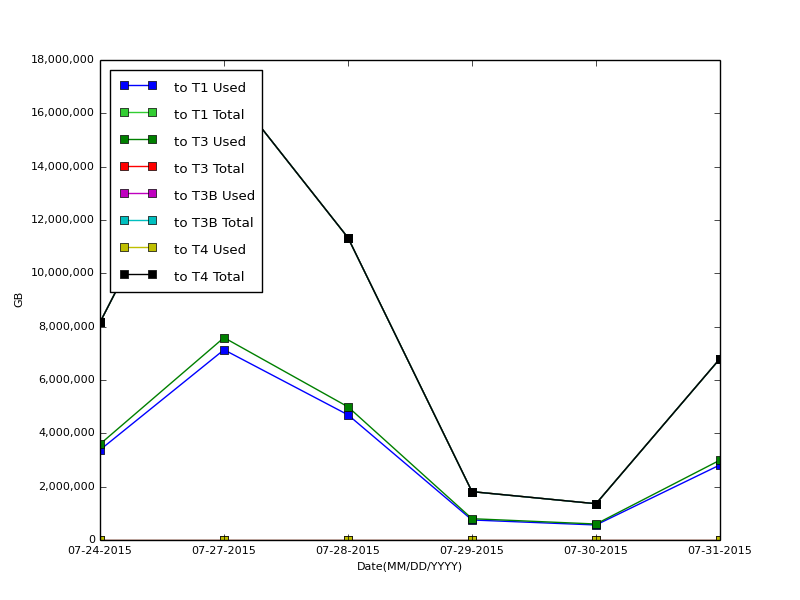 18,000,000
16,000,000
14,000,000
12,000,000
10,000,000
8,000,000
6,000,000
4,000,000
2,000,000
0
GB
to T1 Used
to T1 Total
to T3 Used
to T3 Total
to T3B Used
to T3B Total
to T4 Used
to T4 Total
07-24-2015 07-27-2015 07-28-2015 07-29-2015 07-30-2015 07-31-2015
Date(MM/DD/YYYY)